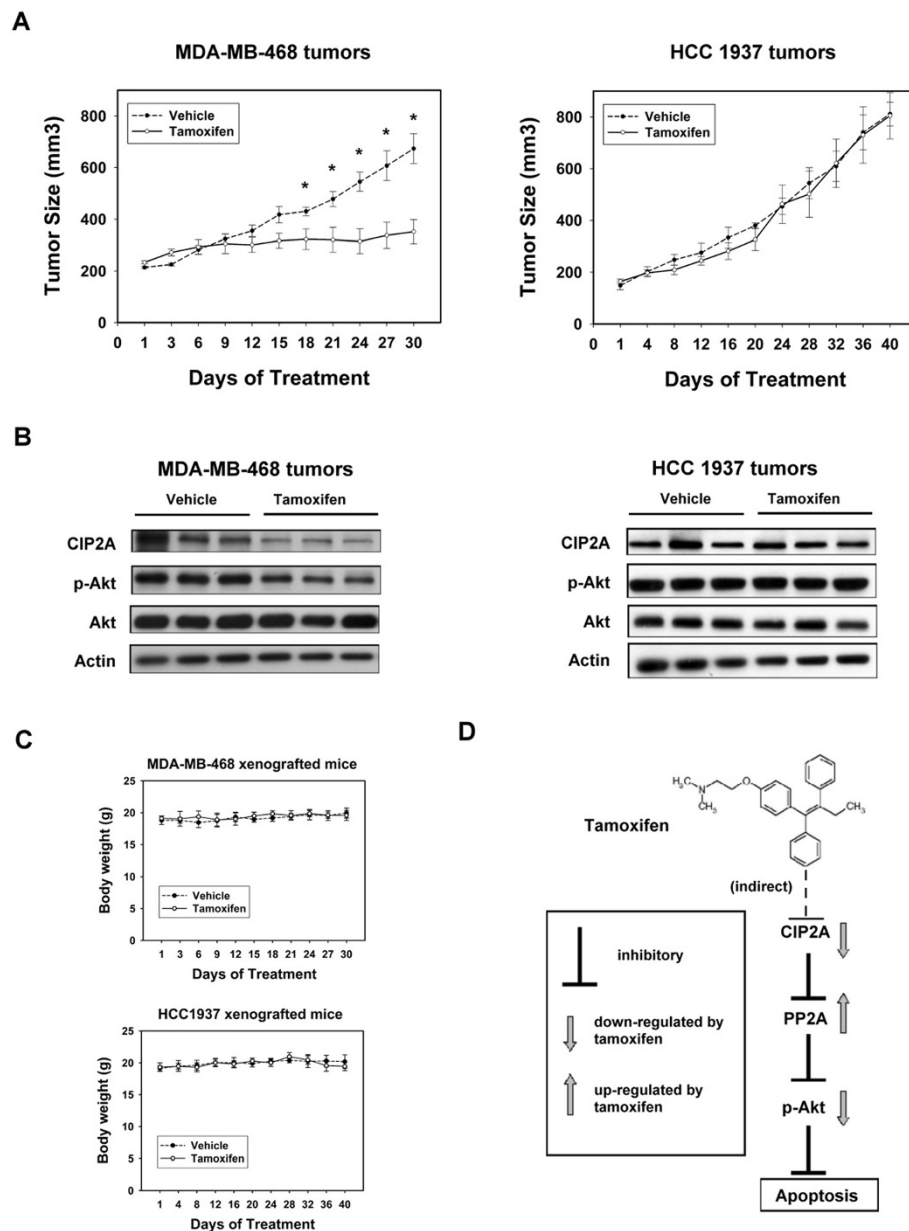 A
MDA-MB-468 tumors
Vehicle
Tamoxifen
* * * * *
800
600
400
200
0
Tumor Size (mm3)
0 1 3 6 9 12 15 18 21 24 27 30
Days of Treatment
HCC 1937 tumors
Vehicle
Tamoxifen
800
600
400
200
0
Tumor Size (mm3)
0 1 4 8 12 16 20 24 28 32 36 40
Days of Treatment
B
MDA-MB-468 tumors
Vehicle Tamoxifen
CIP2A
p-Akt
Akt
Actin
HCC 1937 tumors
Vehicle Tamoxifen
CIP2A
p-Akt
Akt
Actin
C
MDA-MB-468 xenografted mice
25
20
15
10
5
0
Body weight (g)
Vehicle
Tamoxifen
1 3 6 9 12 15 18 21 24 27 30
Days of Treatment
HCC1937 xenografted mice
25
20
15
10
5
0
Body weight (g)
Vehicle
Tamoxifen
1 4 8 12 16 20 24 28 32 36 40
Days of Treatment
D
H₃C
N
CH₃
O
CH₃
Tamoxifen
(indirect)
CIP2A
PP2A
p-Akt
Apoptosis
inhibitory
down-regulated by
tamoxifen
up-regulated by
tamoxifen